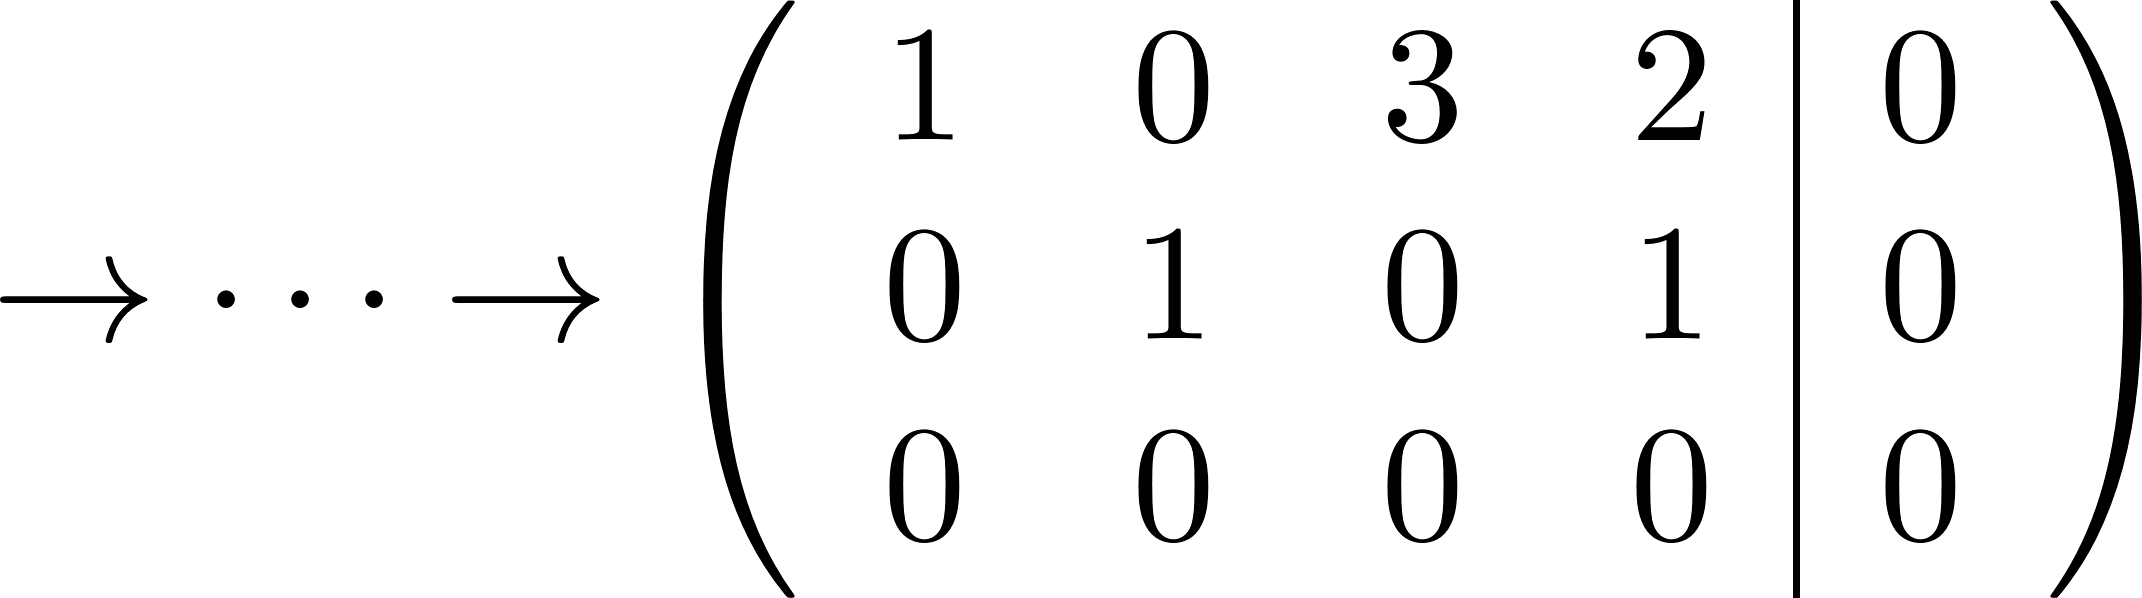 → ··· → ( 1 0 3 2 | 0
0 1 0 1 | 0
0 0 0 0 | 0 )